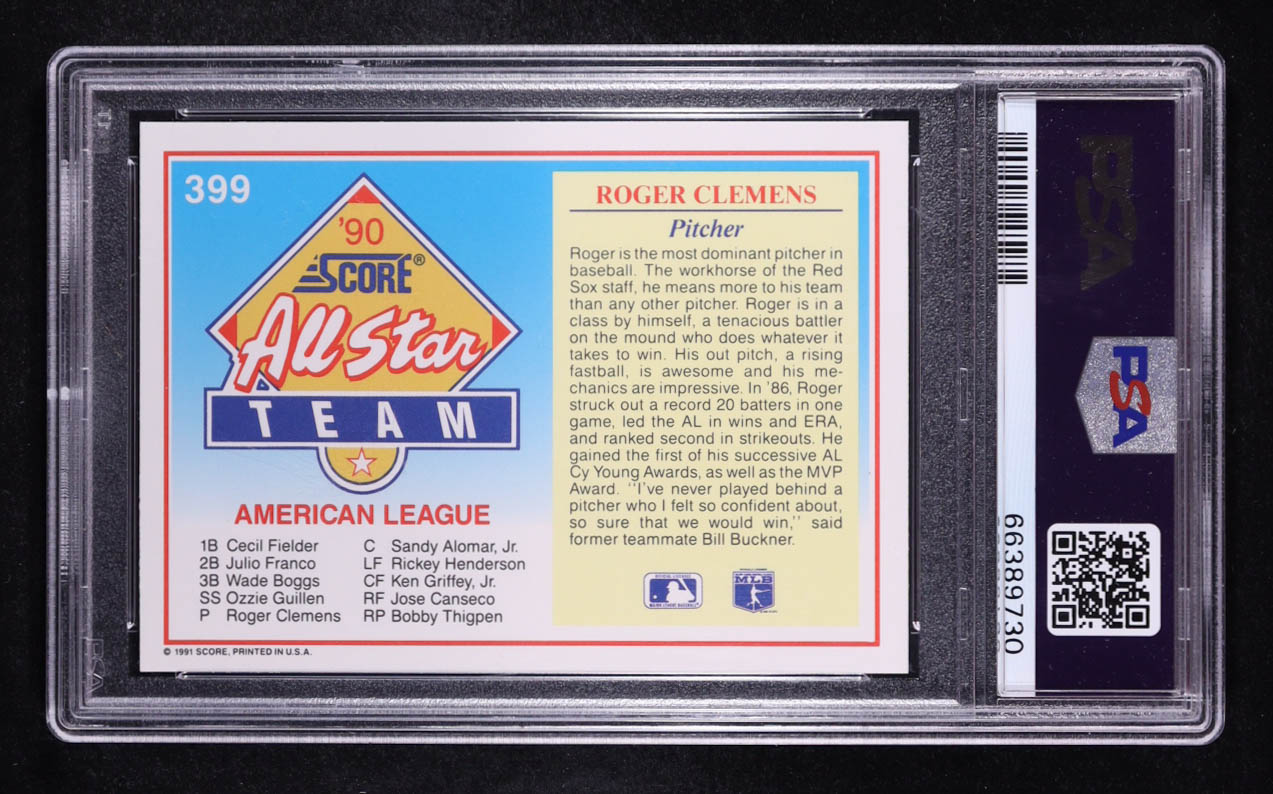 399
'90
SCORE®
All Star
TEAM
AMERICAN LEAGUE
1B Cecil Fielder
2B Julio Franco
3B Wade Boggs
SS Ozzie Guillen
P Roger Clemens
C Sandy Alomar, Jr.
LF Rickey Henderson
CF Ken Griffey, Jr.
RF Jose Canseco
RP Bobby Thigpen
© 1991 SCORE, PRINTED IN U.S.A.
ROGER CLEMENS
Pitcher
Roger is the most dominant pitcher in
baseball. The workhorse of the Red
Sox staff, he means more to his team
than any other pitcher. Roger is in a
class by himself, a tenacious battler
on the mound who does whatever it
takes to win. His out pitch, a rising
fastball, is awesome and his me-
chanics are impressive. In '86, Roger
struck out a record 20 batters in one
game, led the AL in wins and ERA,
and ranked second in strikeouts. He
gained the first of his successive AL
Cy Young Awards, as well as the MVP
Award. ''I've never played behind a
pitcher who I felt so confident about,
so sure that we would win,'' said
former teammate Bill Buckner.
MAJOR LEAGUE BASEBALL
MLB
PSA
PSA
66389730
PSA